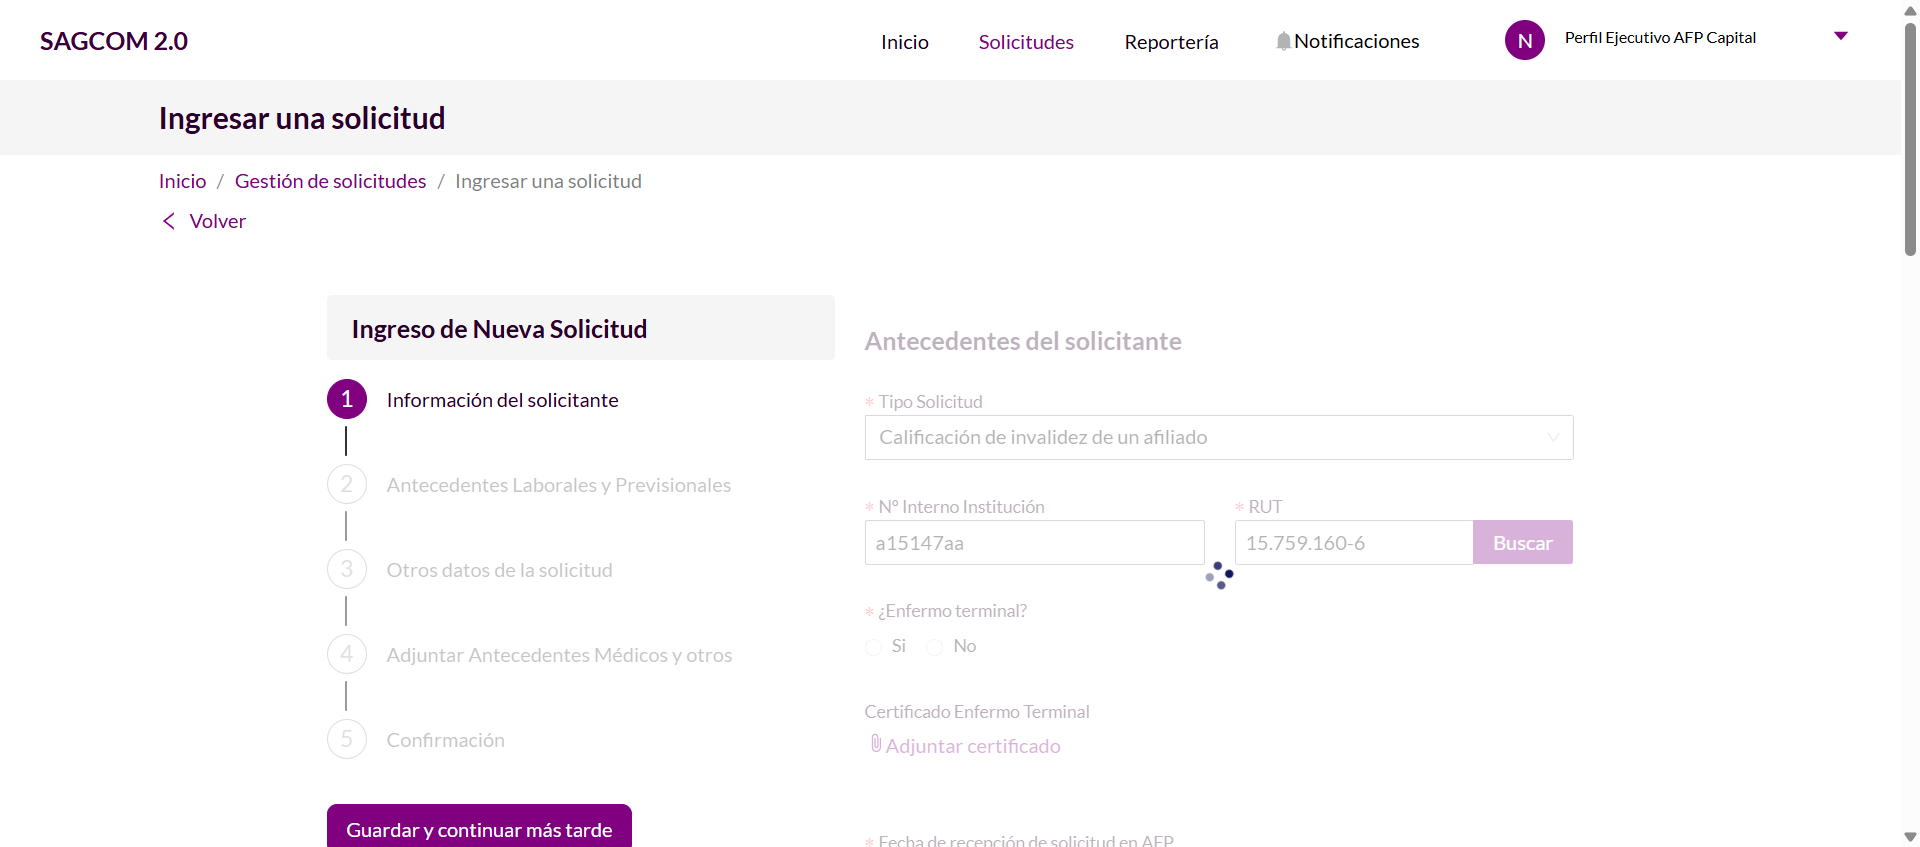 SAGCOM 2.0
Inicio
Solicitudes
Reportería
Notificaciones
N
Perfil Ejecutivo AFP Capital
Ingresar una solicitud
Inicio / Gestión de solicitudes / Ingresar una solicitud
Volver
Ingreso de Nueva Solicitud
1 Información del solicitante
2 Antecedentes Laborales y Previsionales
3 Otros datos de la solicitud
4 Adjuntar Antecedentes Médicos y otros
5 Confirmación
Guardar y continuar más tarde
Antecedentes del solicitante
* Tipo Solicitud
Calificación de invalidez de un afiliado
* Nº Interno Institución
a15147aa
* RUT
15.759.160-6
Buscar
* ¿Enfermo terminal?
Si
No
Certificado Enfermo Terminal
Adjuntar certificado
* Fecha de recepción de solicitud en AFP